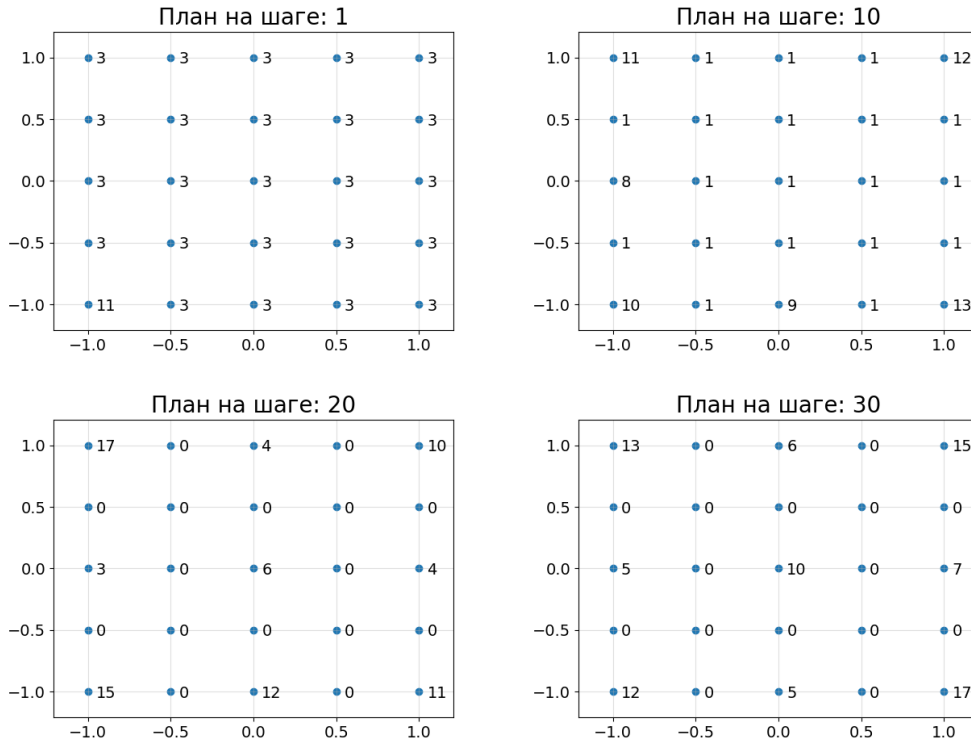 План на шаге: 1
План на шаге: 10
1.0 3 3 3 3 3
1.0 11 1 1 1 12
0.5 3 3 3 3 3
0.5 1 1 1 1 1
0.0 3 3 3 3 3
0.0 8 1 1 1 1
−0.5 3 3 3 3 3
−0.5 1 1 1 1 1
−1.0 11 3 3 3 3
−1.0 10 1 9 1 13
−1.0 −0.5 0.0 0.5 1.0
−1.0 −0.5 0.0 0.5 1.0
План на шаге: 20
План на шаге: 30
1.0 17 0 4 0 10
1.0 13 0 6 0 15
0.5 0 0 0 0 0
0.5 0 0 0 0 0
0.0 3 0 6 0 4
0.0 5 0 10 0 7
−0.5 0 0 0 0 0
−0.5 0 0 0 0 0
−1.0 15 0 12 0 11
−1.0 12 0 5 0 17
−1.0 −0.5 0.0 0.5 1.0
−1.0 −0.5 0.0 0.5 1.0